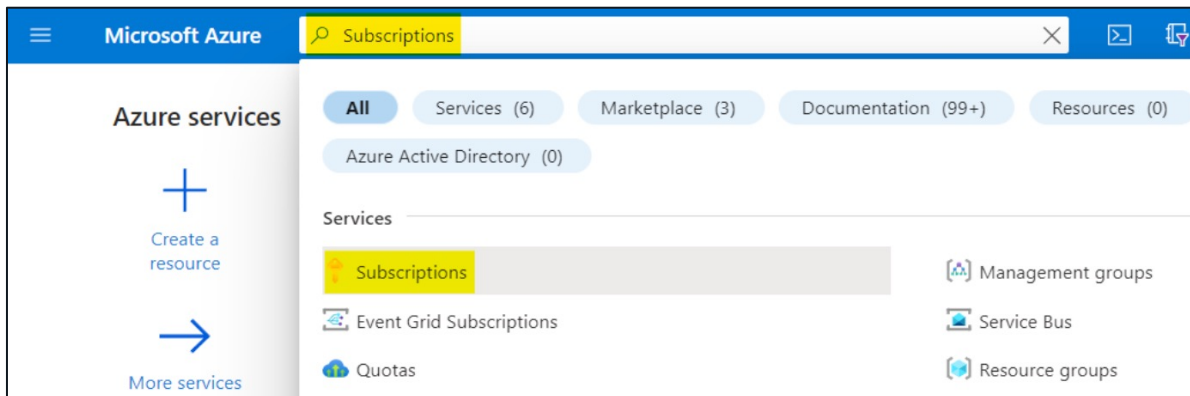 Microsoft Azure
Subscriptions
Azure services
All
Services (6)
Marketplace (3)
Documentation (99+)
Resources (0)
Azure Active Directory (0)
Create a
resource
More services
Services
Subscriptions
Management groups
Event Grid Subscriptions
Service Bus
Quotas
Resource groups